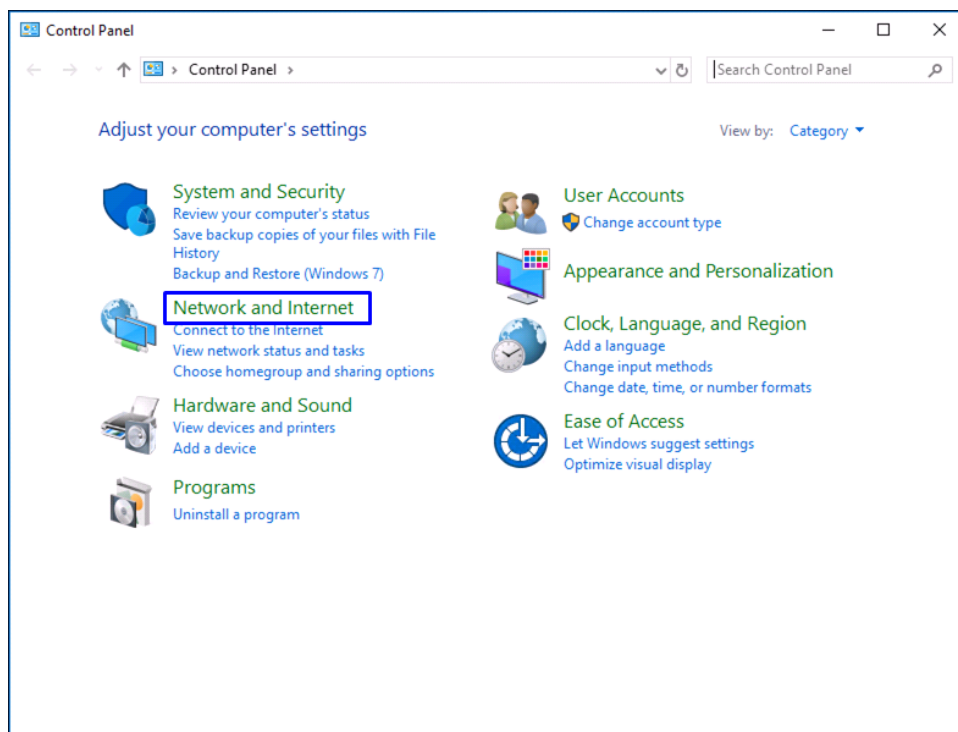 Control Panel
Control Panel
Search Control Panel
Adjust your computer's settings
View by: Category
System and Security
Review your computer's status
Save backup copies of your files with File
History
Backup and Restore (Windows 7)
Network and Internet
Connect to the Internet
View network status and tasks
Choose homegroup and sharing options
Hardware and Sound
View devices and printers
Add a device
Programs
Uninstall a program
User Accounts
Change account type
Appearance and Personalization
Clock, Language, and Region
Add a language
Change input methods
Change date, time, or number formats
Ease of Access
Let Windows suggest settings
Optimize visual display